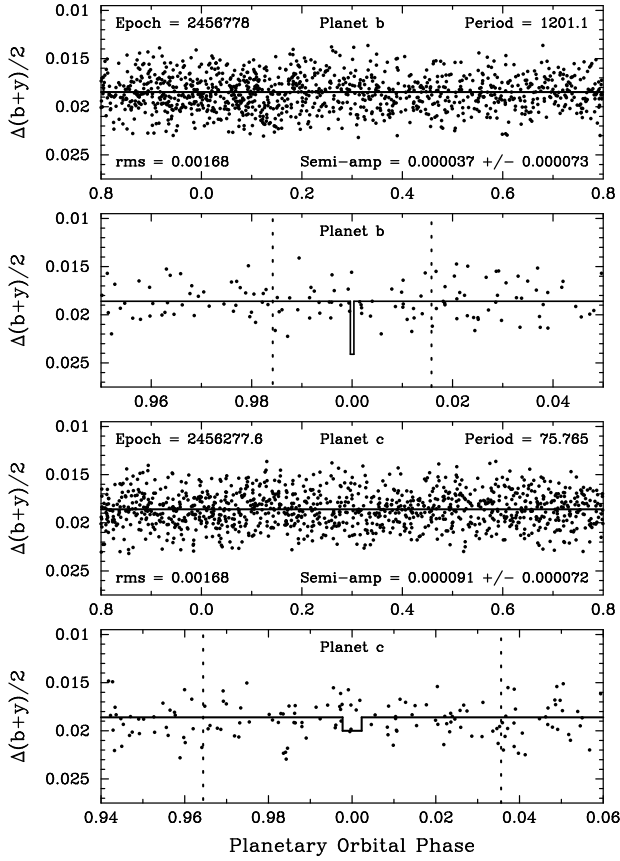 0.01
Epoch = 2456778 Planet b Period = 1201.1
0.015
0.02
0.025
Δ(b+y)/2
rms = 0.00168 Semi-amp = 0.000037 +/- 0.000073
0.8 0.0 0.2 0.4 0.6 0.8
0.01
Planet b
0.015
0.02
0.025
Δ(b+y)/2
0.96 0.98 0.00 0.02 0.04
0.01
Epoch = 2456277.6 Planet c Period = 75.765
0.015
0.02
0.025
Δ(b+y)/2
rms = 0.00168 Semi-amp = 0.000091 +/- 0.000072
0.8 0.0 0.2 0.4 0.6 0.8
0.01
Planet c
0.015
0.02
0.025
Δ(b+y)/2
0.94 0.96 0.98 0.00 0.02 0.04 0.06
Planetary Orbital Phase